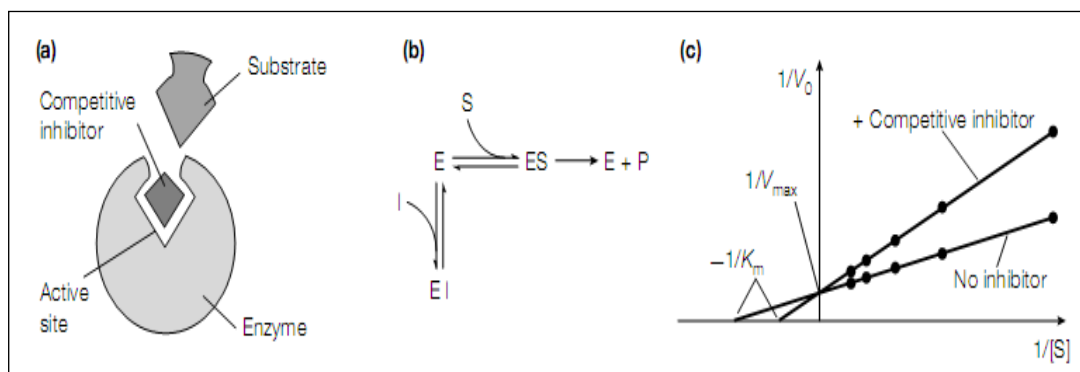 (a)
Substrate
Competitive
inhibitor
Active
site
Enzyme
(b)
S
E
ES
E + P
I
E I
(c)
1/V₀
+ Competitive inhibitor
1/Vₘₐₓ
−1/Kₘ
No inhibitor
1/[S]